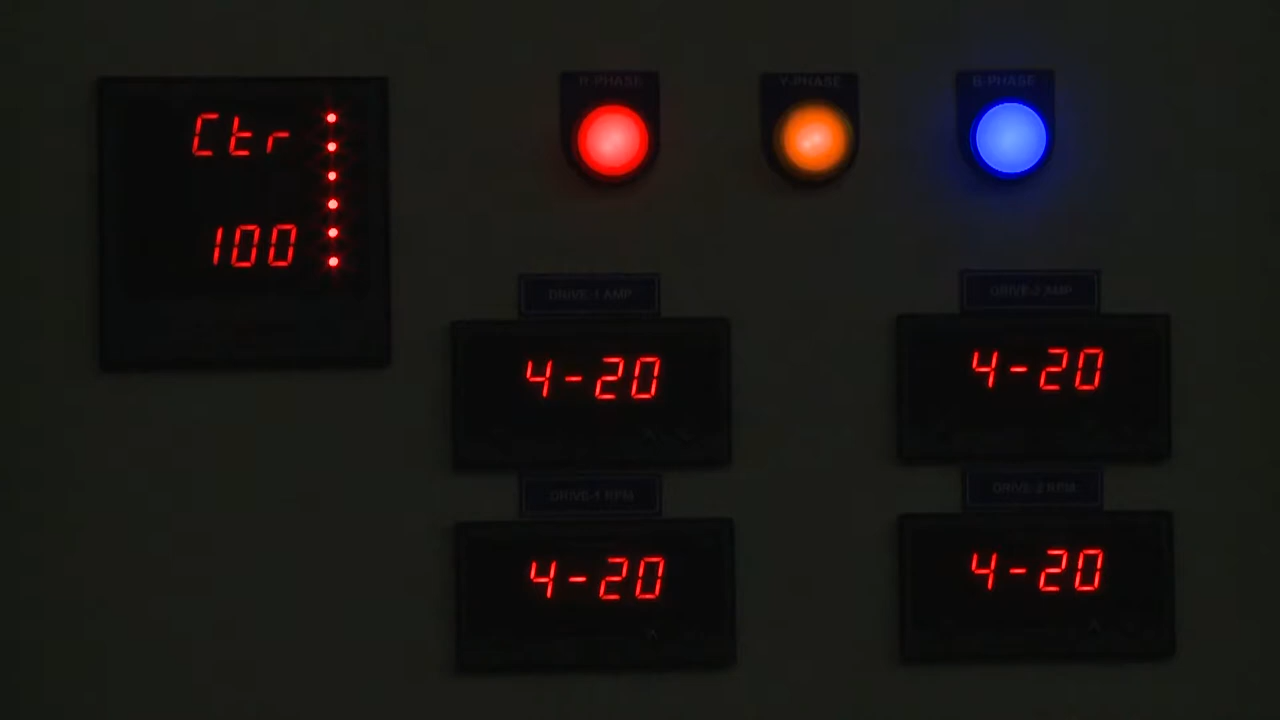 R-PHASE
Y-PHASE
B-PHASE
Ctr
100
DRIVE-1 AMP
4-20
DRIVE-2 AMP
4-20
DRIVE-1 RPM
4-20
DRIVE-2 RPM
4-20